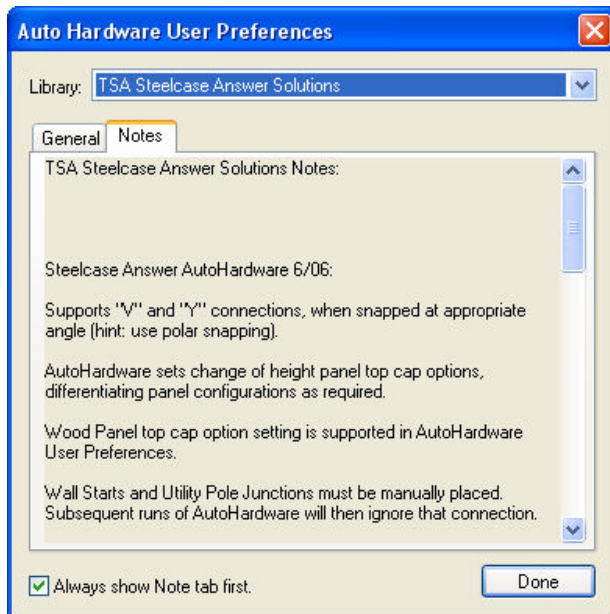 Auto Hardware User Preferences
Library: TSA Steelcase Answer Solutions
General Notes
TSA Steelcase Answer Solutions Notes:
Steelcase Answer AutoHardware 6/06:
Supports "V" and "Y" connections, when snapped at appropriate
angle (hint: use polar snapping).
AutoHardware sets change of height panel top cap options,
differentiating panel configurations as required.
Wood Panel top cap option setting is supported in AutoHardware
User Preferences.
Wall Starts and Utility Pole Junctions must be manually placed.
Subsequent runs of AutoHardware will then ignore that connection.
Always show Note tab first. Done